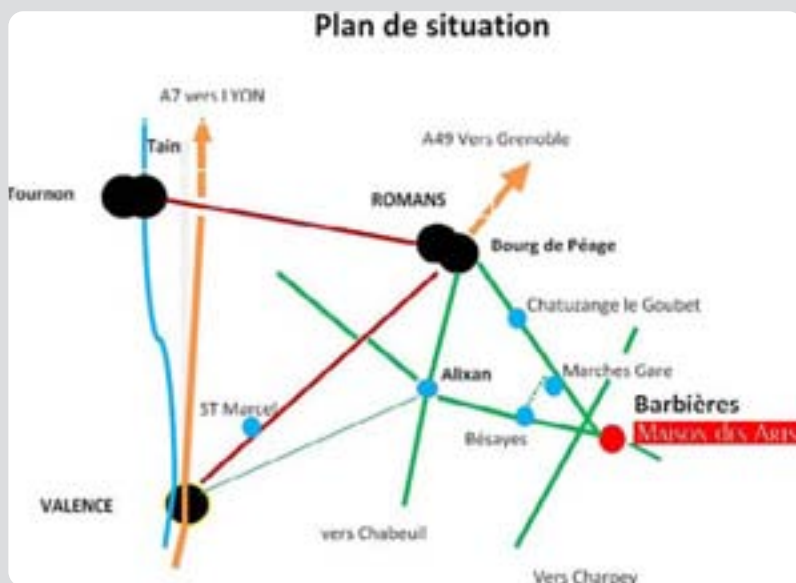 Plan de situation
A7 vers LYON
Tain
A49 Vers Grenoble
Tournon
ROMANS
Bourg de Péage
Chatuzange le Goubet
Alixan
Marches Gare
ST Marcel
Barbières
MAISON DES ARTS
Bésayes
VALENCE
vers Chabeuil
Vers Charpey